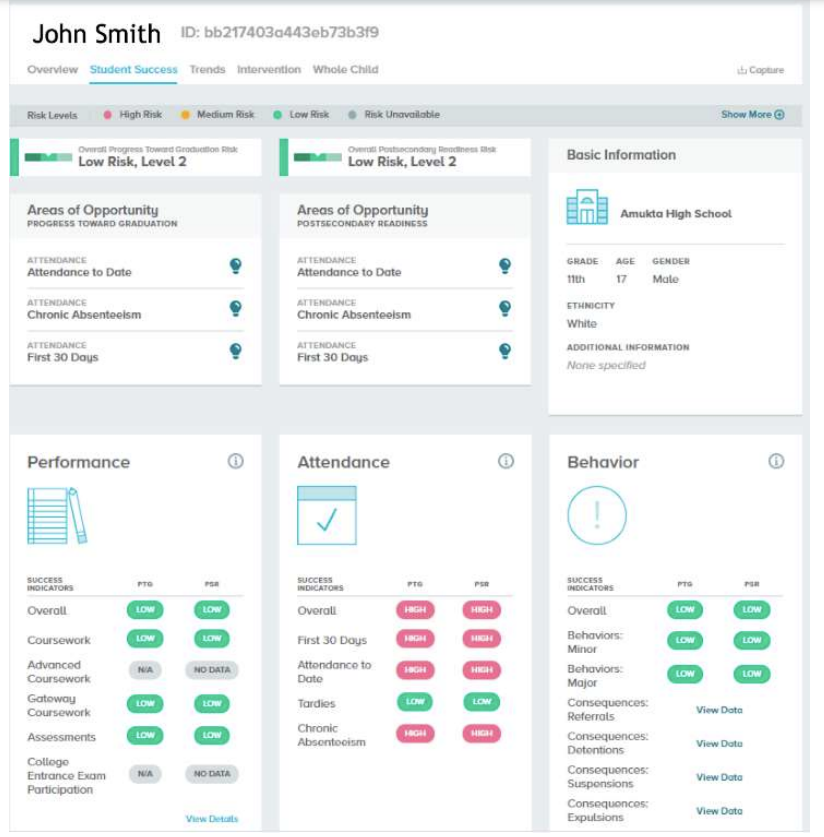 John Smith ID: bb217403a443eb73b3f9
Overview Student Success Trends Intervention Whole Child Capture
Risk Levels High Risk Medium Risk Low Risk Risk Unavailable Show More
Overall Progress Toward Graduation Risk
Low Risk, Level 2
Overall Postsecondary Readiness Risk
Low Risk, Level 2
Basic Information
Amukta High School
GRADE AGE GENDER
11th 17 Male
ETHNICITY
White
ADDITIONAL INFORMATION
None specified
Areas of Opportunity
PROGRESS TOWARD GRADUATION
ATTENDANCE
Attendance to Date
ATTENDANCE
Chronic Absenteeism
ATTENDANCE
First 30 Days
Areas of Opportunity
POSTSECONDARY READINESS
ATTENDANCE
Attendance to Date
ATTENDANCE
Chronic Absenteeism
ATTENDANCE
First 30 Days
Performance
SUCCESS
INDICATORS PTG PSR
Overall LOW LOW
Coursework LOW LOW
Advanced
Coursework N/A NO DATA
Gateway
Coursework LOW LOW
Assessments LOW LOW
College
Entrance Exam N/A NO DATA
Participation
View Details
Attendance
SUCCESS
INDICATORS PTG PSR
Overall HIGH HIGH
First 30 Days HIGH HIGH
Attendance to
Date HIGH HIGH
Tardies LOW LOW
Chronic
Absenteeism HIGH HIGH
Behavior
SUCCESS
INDICATORS PTG PSR
Overall LOW LOW
Behaviors:
Minor LOW LOW
Behaviors:
Major LOW LOW
Consequences:
Referrals View Data
Consequences:
Detentions View Data
Consequences:
Suspensions View Data
Consequences:
Expulsions View Data